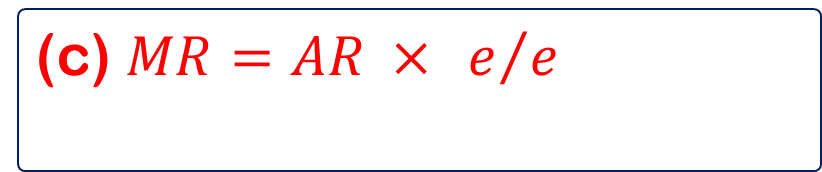 (c) MR = AR × e/e